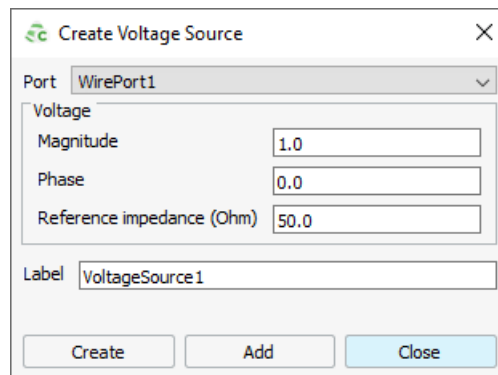 Create Voltage Source
Port WirePort1
Voltage
Magnitude 1.0
Phase 0.0
Reference impedance (Ohm) 50.0
Label VoltageSource1
Create Add Close